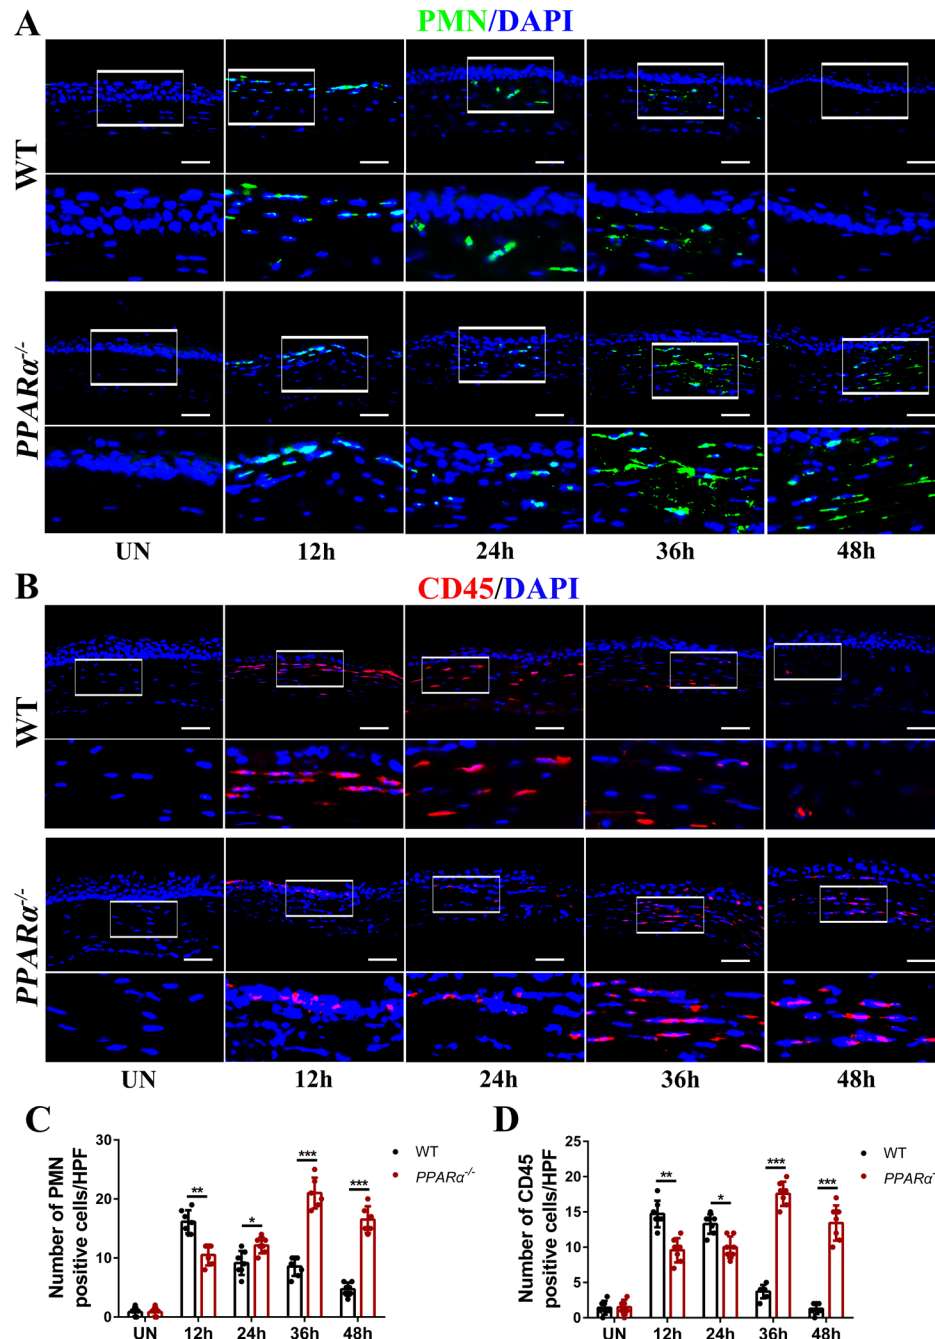 A
PMN/DAPI
WT
PPARα-/-
UN 12h 24h 36h 48h
B
CD45/DAPI
WT
PPARα-/-
UN 12h 24h 36h 48h
C
Number of PMN
positive cells/HPF
30
20
10
0
** * *** ***
UN 12h 24h 36h 48h
WT
PPARα-/-
D
Number of CD45
positive cells/HPF
25
20
15
10
5
0
** * *** ***
UN 12h 24h 36h 48h
WT
PPARα-